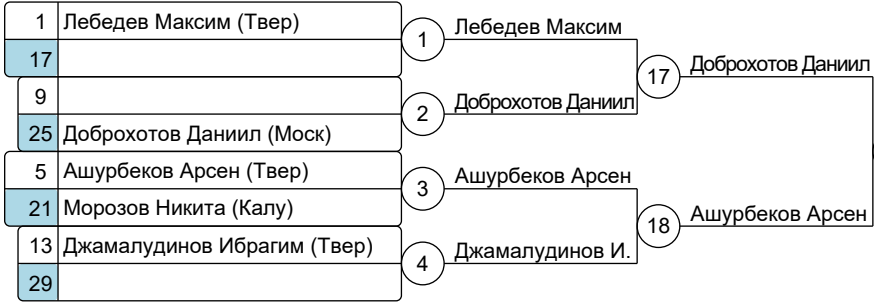 1 Лебедев Максим (Твер)
17
1 Лебедев Максим
9
25 Доброхотов Даниил (Моск)
2 Доброхотов Даниил
17 Доброхотов Даниил
5 Ашурбеков Арсен (Твер)
21 Морозов Никита (Калу)
3 Ашурбеков Арсен
13 Джамалудинов Ибрагим (Твер)
29
4 Джамалудинов И.
18 Ашурбеков Арсен